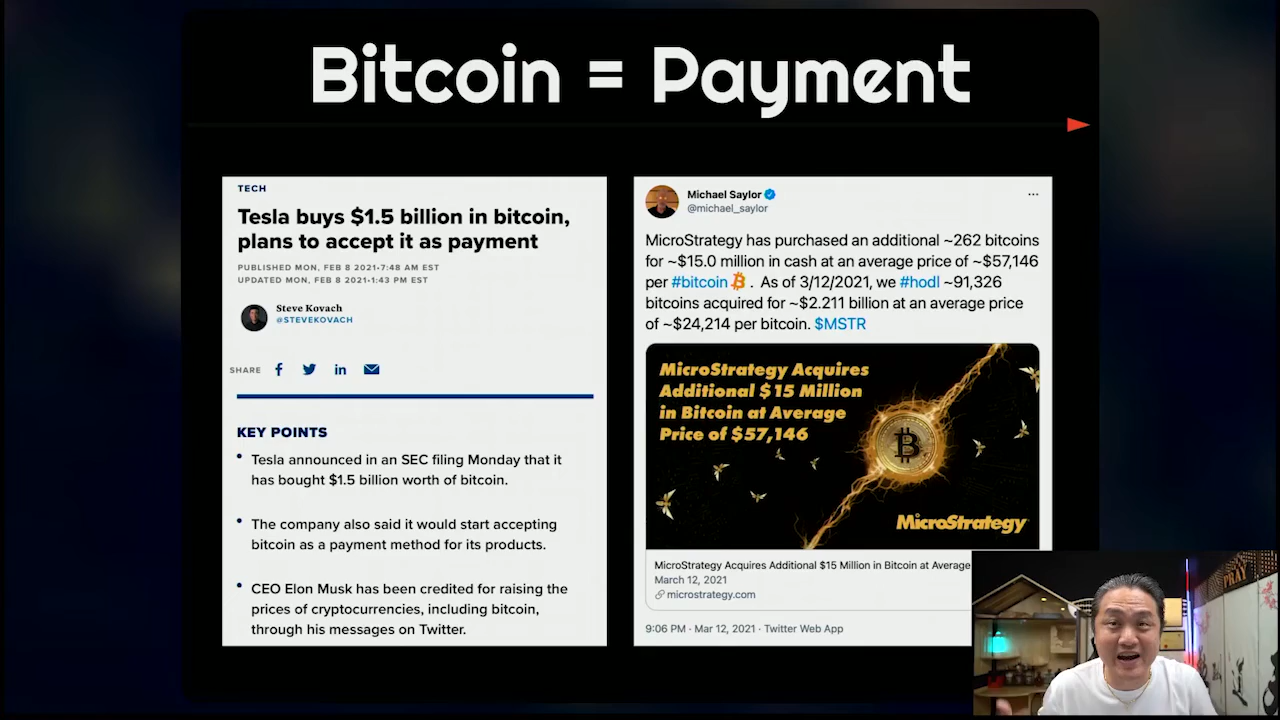 Bitcoin = Payment
TECH
Tesla buys $1.5 billion in bitcoin,
plans to accept it as payment
PUBLISHED MON, FEB 8 2021•7:48 AM EST
UPDATED MON, FEB 8 2021•1:43 PM EST
Steve Kovach
@STEVEKOVACH
SHARE
KEY POINTS
• Tesla announced in an SEC filing Monday that it
has bought $1.5 billion worth of bitcoin.
• The company also said it would start accepting
bitcoin as a payment method for its products.
• CEO Elon Musk has been credited for raising the
prices of cryptocurrencies, including bitcoin,
through his messages on Twitter.
Michael Saylor
@michael_saylor
MicroStrategy has purchased an additional ~262 bitcoins
for ~$15.0 million in cash at an average price of ~$57,146
per #bitcoin. As of 3/12/2021, we #hodl ~91,326
bitcoins acquired for ~$2.211 billion at an average price
of ~$24,214 per bitcoin. $MSTR
MicroStrategy Acquires
Additional $15 Million
in Bitcoin at Average
Price of $57,146
MicroStrategy
MicroStrategy Acquires Additional $15 Million in Bitcoin at Average
March 12, 2021
microstrategy.com
9:06 PM · Mar 12, 2021 · Twitter Web App
PRAY